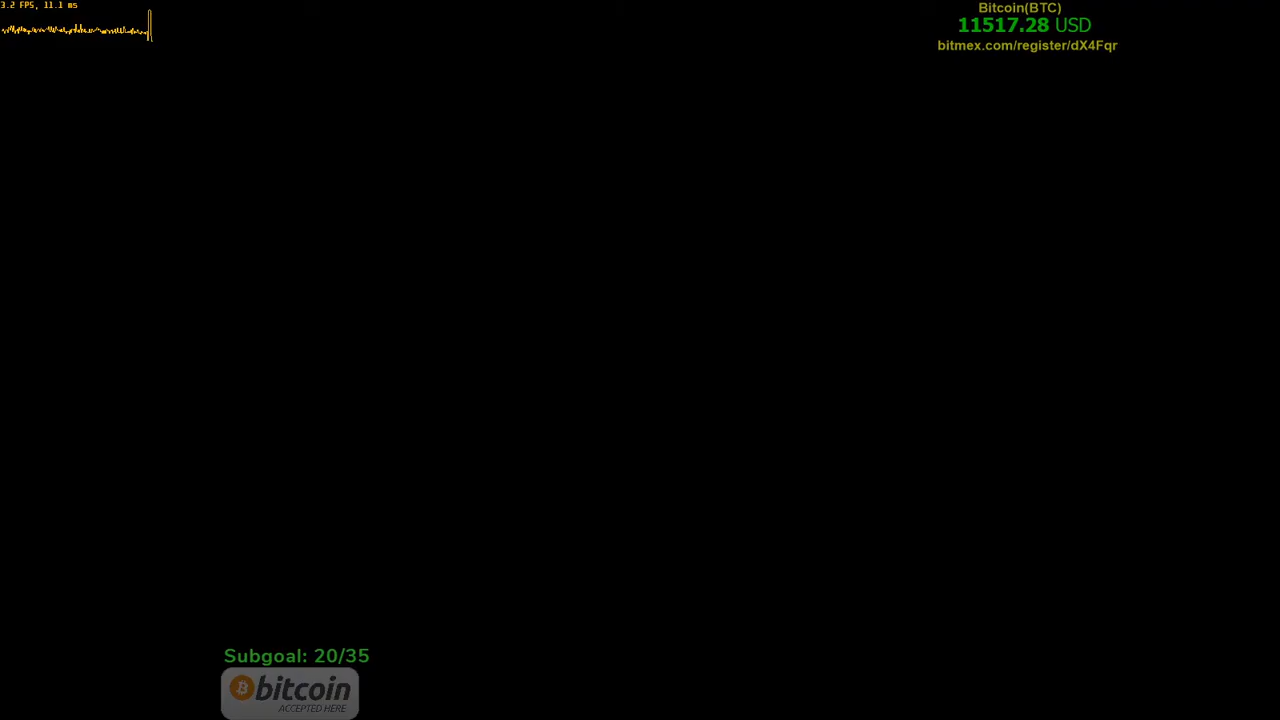 3.2 FPS, 11.1 ms
Bitcoin(BTC)
11517.28 USD
bitmex.com/register/dX4Fqr
Subgoal: 20/35
bitcoin
ACCEPTED HERE